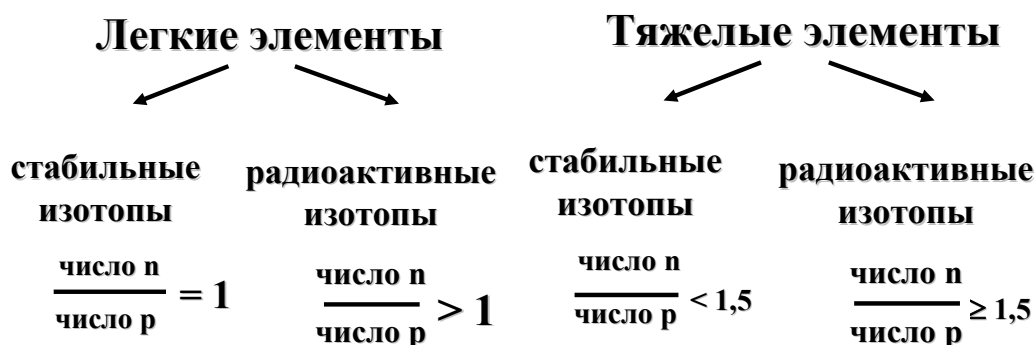 Легкие элементы
стабильные
изотопы
число n
число p
= 1
радиоактивные
изотопы
число n
число p
> 1
Тяжелые элементы
стабильные
изотопы
число n
число p
< 1,5
радиоактивные
изотопы
число n
число p
≥ 1,5